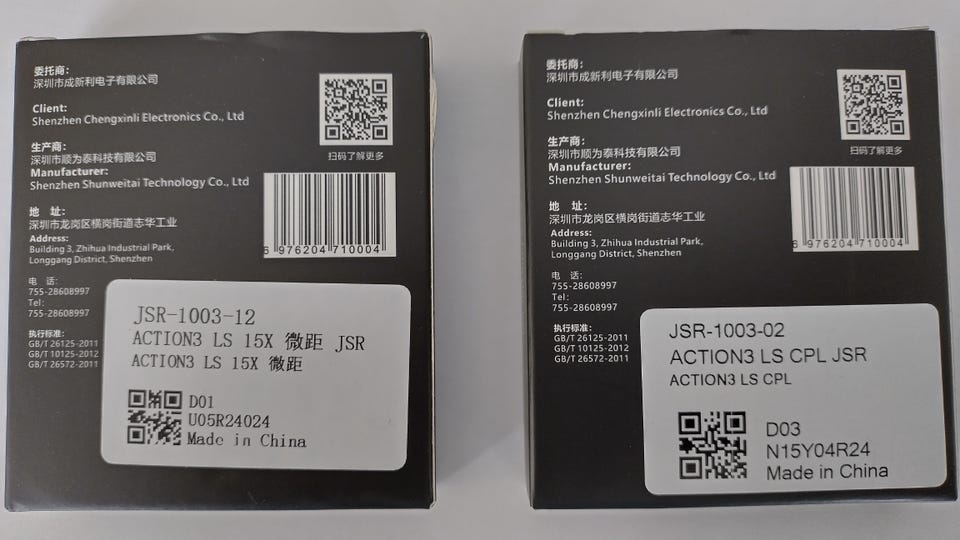 委托商:
深圳市成新利电子有限公司
Client:
Shenzhen Chengxinli Electronics Co., Ltd
生产商:
深圳市顺为泰科技有限公司
Manufacturer:
Shenzhen Shunweitai Technology Co., Ltd
地 址:
深圳市龙岗区横岗街道志华工业
Address:
Building 3, Zhihua Industrial Park,
Longgang District, Shenzhen
电 话:
755-28608997
Tel:
755-28608997
执行标准:
GB/T 26125-2011
GB/T 10125-2012
GB/T 26572-2011
扫码了解更多
6 976204 710004
JSR-1003-12
ACTION3 LS 15X 微距 JSR
ACTION3 LS 15X 微距
D01
U05R24024
Made in China
委托商:
深圳市成新利电子有限公司
Client:
Shenzhen Chengxinli Electronics Co., Ltd
生产商:
深圳市顺为泰科技有限公司
Manufacturer:
Shenzhen Shunweitai Technology Co., Ltd
地 址:
深圳市龙岗区横岗街道志华工业
Address:
Building 3, Zhihua Industrial Park,
Longgang District, Shenzhen
电 话:
755-28608997
Tel:
755-28608997
执行标准:
GB/T 26125-2011
GB/T 10125-2012
GB/T 26572-2011
扫码了解更多
6 976204 710004
JSR-1003-02
ACTION3 LS CPL JSR
ACTION3 LS CPL
D03
N15Y04R24
Made in China